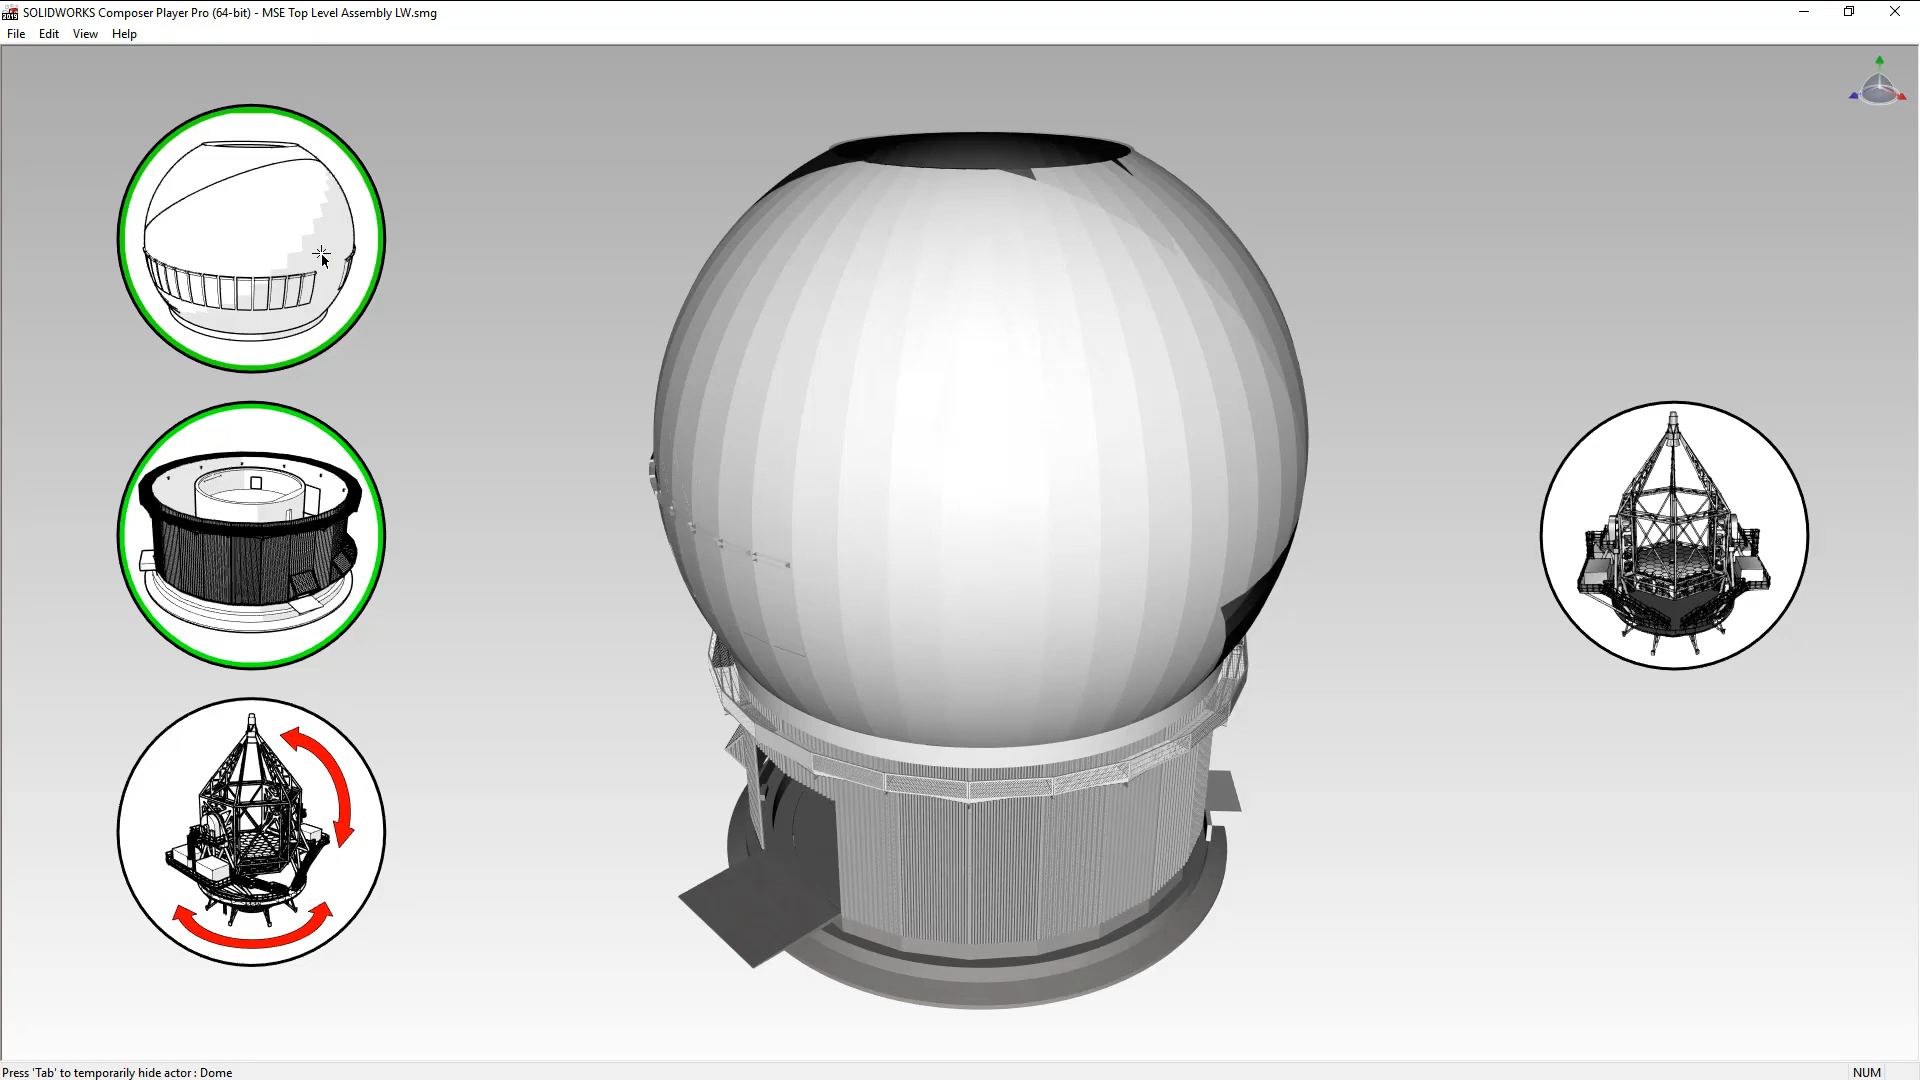 SOLIDWORKS Composer Player Pro (64-bit) - MSE Top Level Assembly LW.smg
File Edit View Help
Press 'Tab' to temporarily hide actor : Dome
NUM